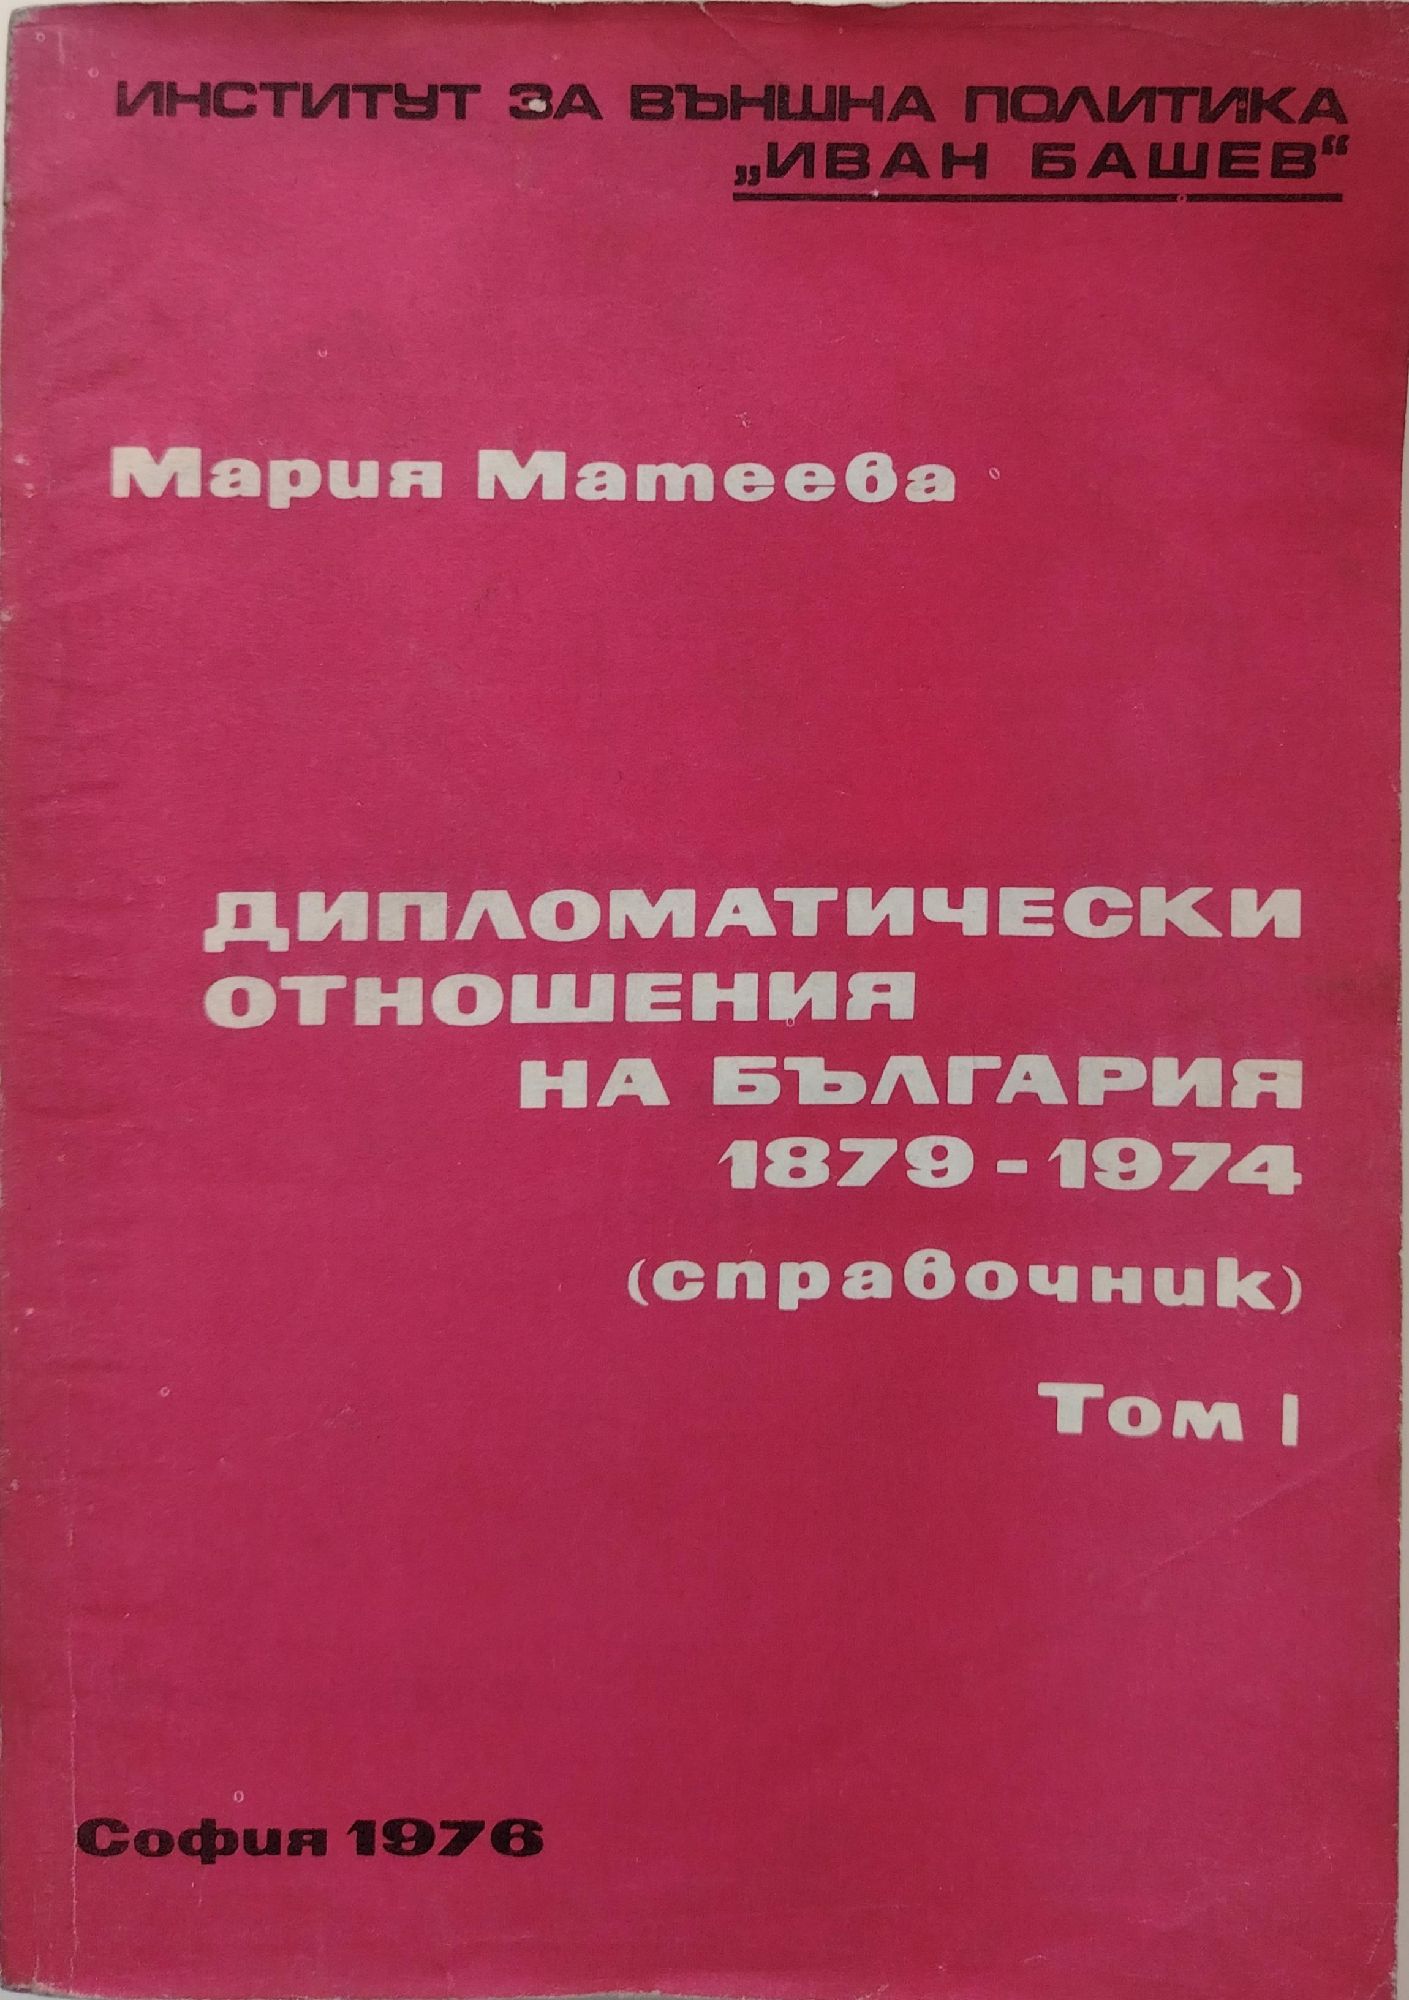 ИНСТИТУТ ЗА ВЪНШНА ПОЛИТИКА
„ИВАН БАШЕВ“
Мария Матеева
ДИПЛОМАТИЧЕСКИ
ОТНОШЕНИЯ
НА БЪЛГАРИЯ
1879 - 1974
(справочник)
Том I
София 1976